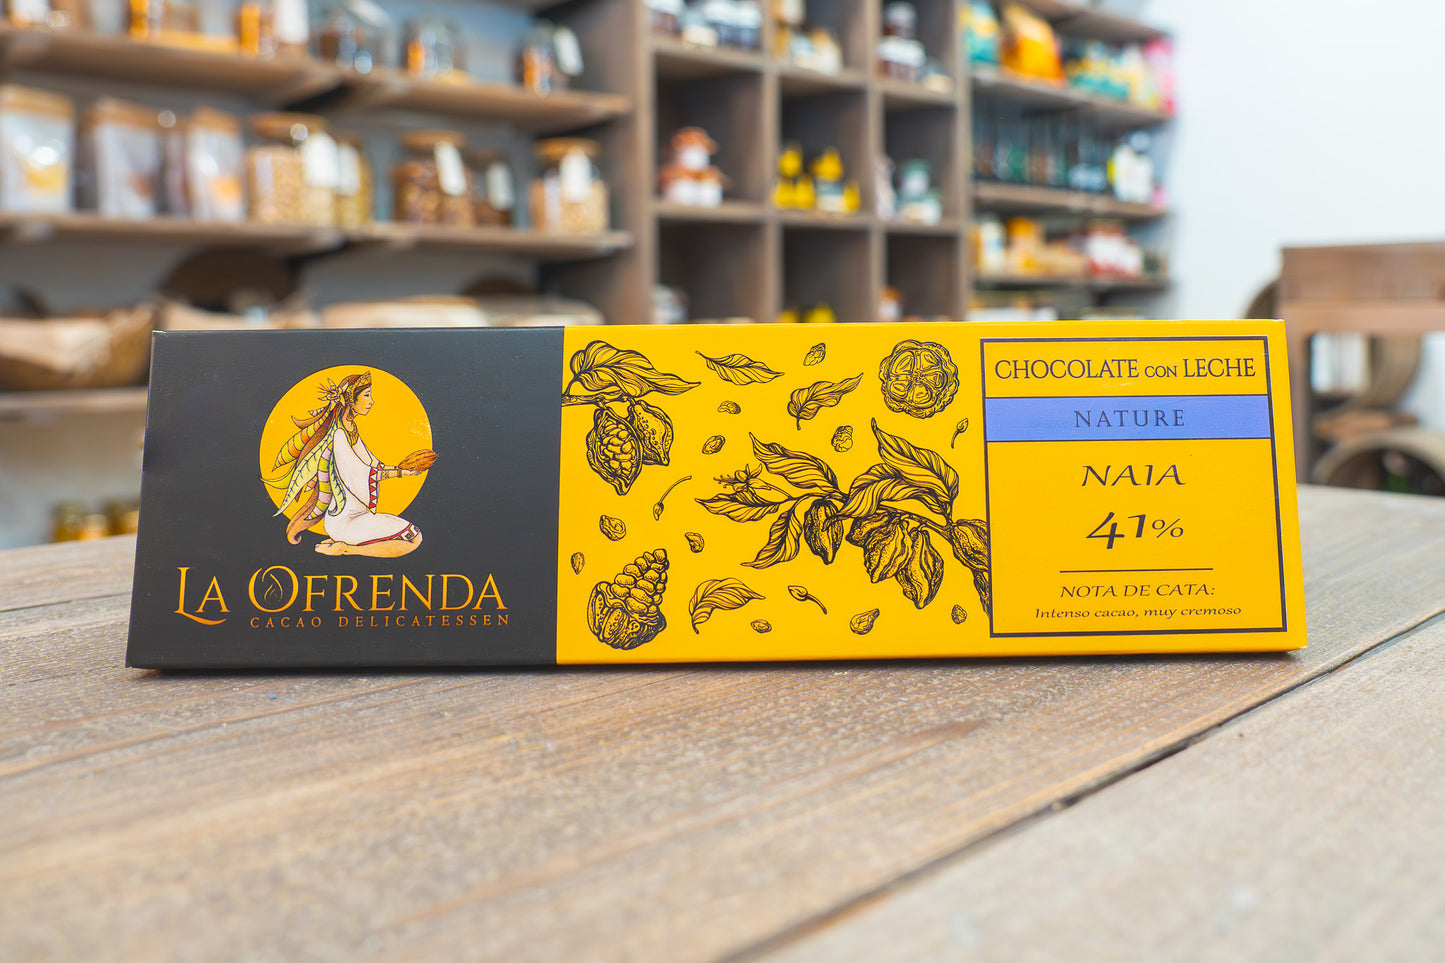 LA OFRENDA
CACAO DELICATESSEN
CHOCOLATE CON LECHE
NATURE
NAIA
41%
NOTA DE CATA:
Intenso cacao, muy cremoso